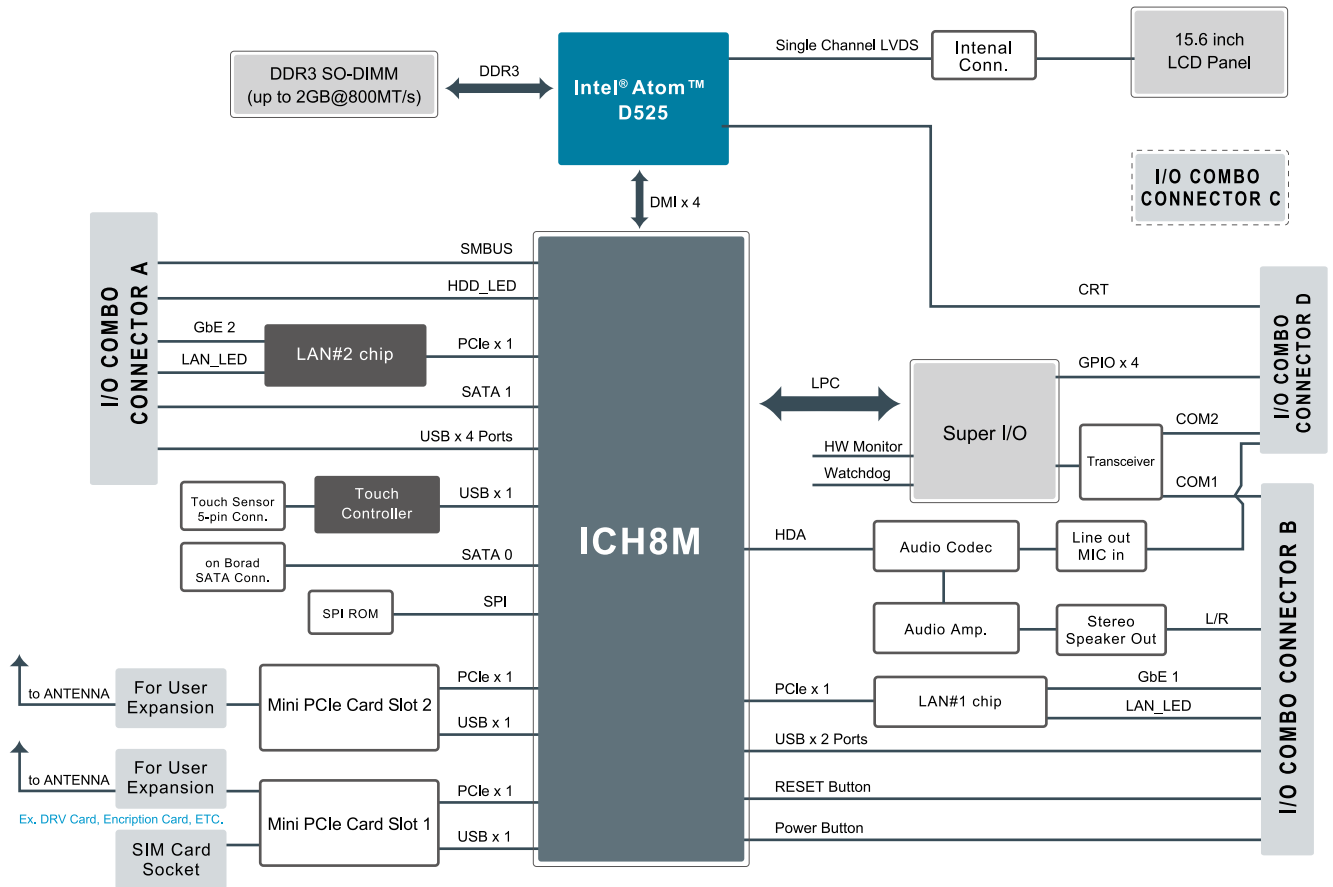 DDR3 SO-DIMM
(up to 2GB@800MT/s)
DDR3
Intel® Atom™
D525
Single Channel LVDS
Intenal
Conn.
15.6 inch
LCD Panel
I/O COMBO
CONNECTOR C
DMI x 4
I/O COMBO
CONNECTOR A
SMBUS
HDD_LED
GbE 2
LAN_LED
LAN#2 chip
PCIe x 1
SATA 1
USB x 4 Ports
Touch Sensor
5-pin Conn.
Touch
Controller
USB x 1
on Borad
SATA Conn.
SATA 0
SPI ROM
SPI
to ANTENNA
For User
Expansion
Mini PCIe Card Slot 2
PCIe x 1
USB x 1
to ANTENNA
For User
Expansion
Ex. DRV Card, Encription Card, ETC.
SIM Card
Socket
Mini PCIe Card Slot 1
PCIe x 1
USB x 1
ICH8M
CRT
I/O COMBO
CONNECTOR D
LPC
Super I/O
GPIO x 4
HW Monitor
Watchdog
Transceiver
COM2
COM1
HDA
Audio Codec
Line out
MIC in
Audio Amp.
Stereo
Speaker Out
L/R
PCIe x 1
LAN#1 chip
GbE 1
LAN_LED
USB x 2 Ports
RESET Button
Power Button
I/O COMBO CONNECTOR B